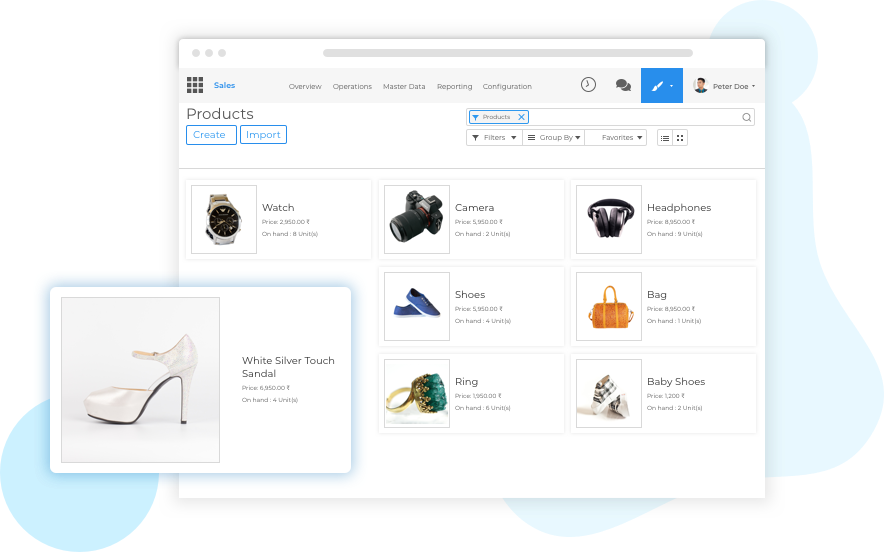 Sales
Overview Operations Master Data Reporting Configuration
Peter Doe
Products
Products
Create Import
Filters Group By Favorites
Watch
Price: 2,950.00 ₹
On hand : 8 Unit(s)
Camera
Price: 5,950.00 ₹
On hand : 2 Unit(s)
Headphones
Price: 8,950.00 ₹
On hand : 9 Unit(s)
Shoes
Price: 5,950.00 ₹
On hand : 4 Unit(s)
Bag
Price: 8,950.00 ₹
On hand : 1 Unit(s)
White Silver Touch
Sandal
Price: 6,950.00 ₹
On hand : 4 Unit(s)
Ring
Price: 1,950.00 ₹
On hand : 6 Unit(s)
Baby Shoes
Price: 1,200 ₹
On hand : 2 Unit(s)